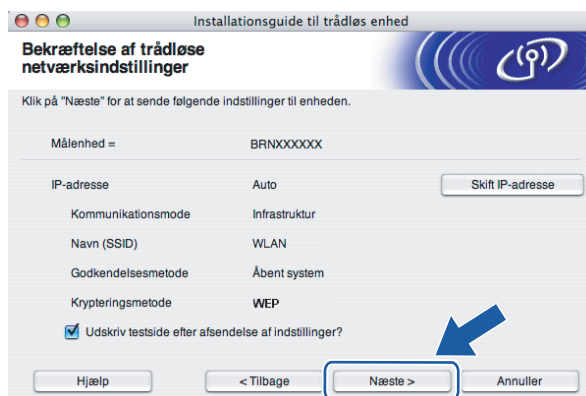 Installationsguide til trådløs enhed
Bekræftelse af trådløse
netværksindstillinger
Klik på "Næste" for at sende følgende indstillinger til enheden.
Målenhed = BRNXXXXXX
IP-adresse Auto Skift IP-adresse
Kommunikationsmode Infrastruktur
Navn (SSID) WLAN
Godkendelsesmetode Åbent system
Krypteringsmetode WEP
Udskriv testside efter afsendelse af indstillinger?
Hjælp < Tilbage Næste > Annuller